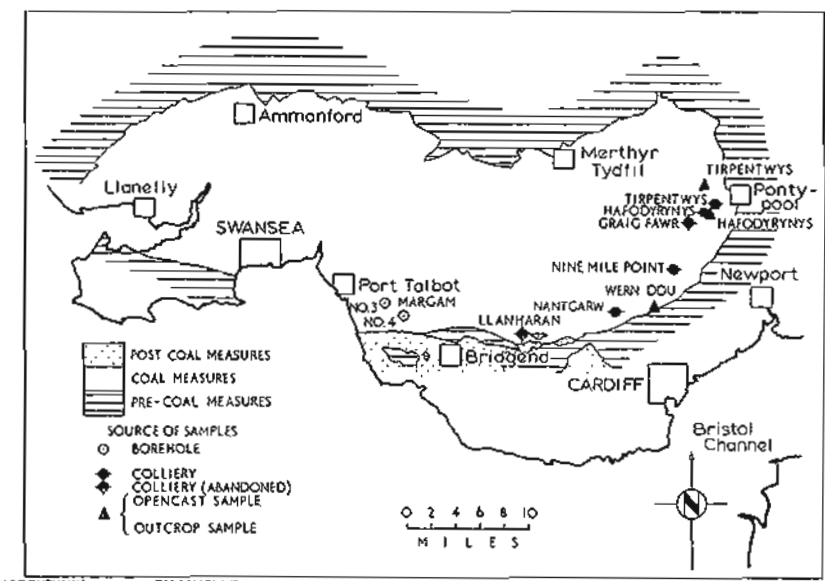 Ammanford
Merthyr
Tydfil
TIRPENTWYS
Ponty-
pool
Llanelly
TIRPENTWYS
HAFODYRYNYS
GRAIG FAWR
HAFODYRYNYS
SWANSEA
NINE MILE POINT
Newport
Port Talbot
WERN DDU
NO.3
MARGAM
NO.4
NANTGARW
LLANHARAN
Bridgend
CARDIFF
POST COAL MEASURES
COAL MEASURES
PRE-COAL MEASURES
SOURCE OF SAMPLES
BOREHOLE
COLLIERY
COLLIERY (ABANDONED)
OPENCAST SAMPLE
OUTCROP SAMPLE
Bristol
Channel
N
0 2 4 6 8 10
MILES